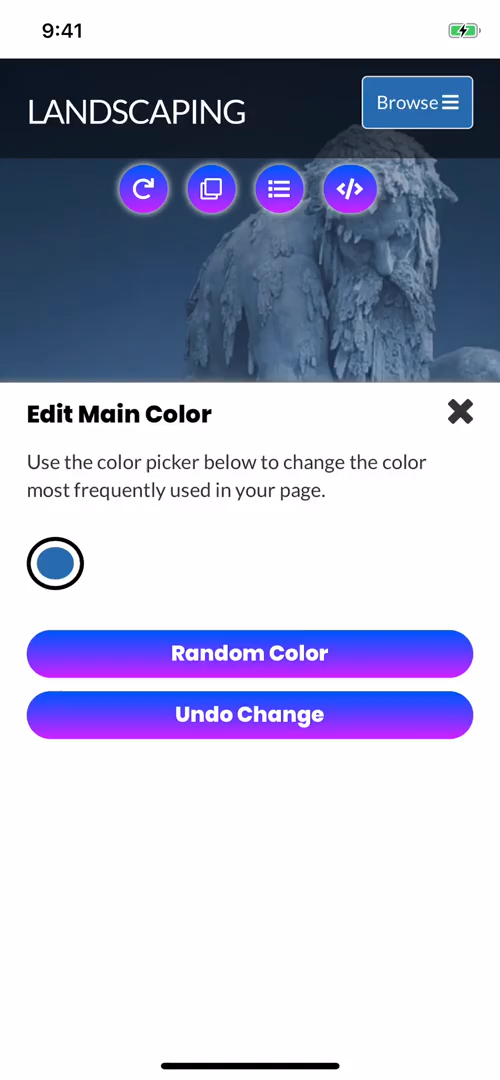 9:41
LANDSCAPING
Browse
Edit Main Color
Use the color picker below to change the color
most frequently used in your page.
Random Color
Undo Change